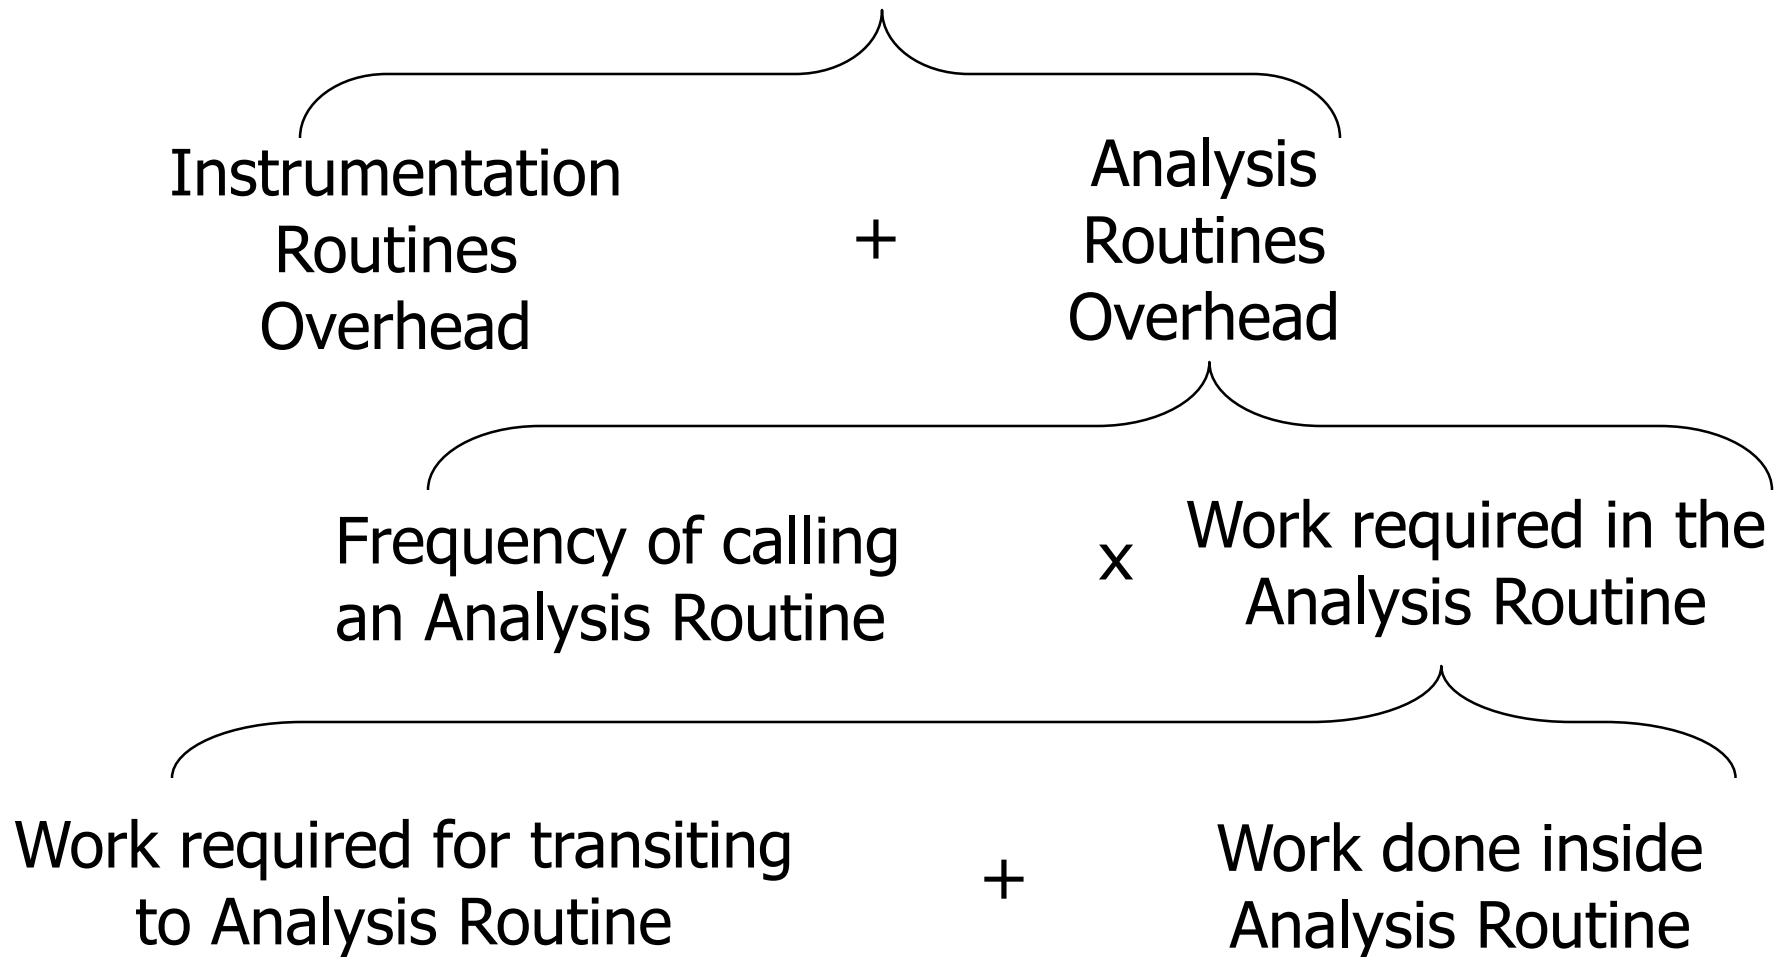 Instrumentation
Routines
Overhead
+
Analysis
Routines
Overhead
Frequency of calling
an Analysis Routine
x
Work required in the
Analysis Routine
Work required for transiting
to Analysis Routine
+
Work done inside
Analysis Routine